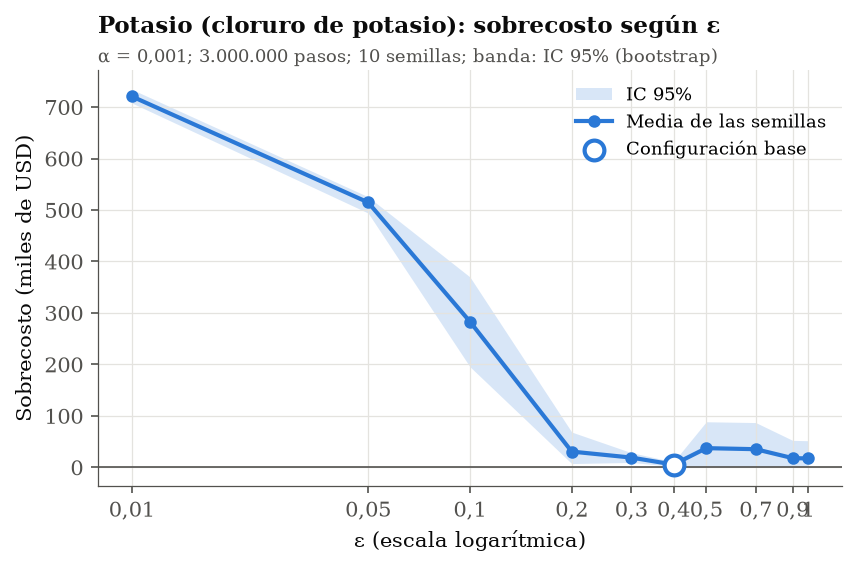 Potasio (cloruro de potasio): sobrecosto según ε
α = 0,001; 3.000.000 pasos; 10 semillas; banda: IC 95% (bootstrap)
IC 95%
Media de las semillas
Configuración base
Sobrecosto (miles de USD)
700
600
500
400
300
200
100
0
0,01 0,05 0,1 0,2 0,3 0,4 0,5 0,7 0,9 1
ε (escala logarítmica)